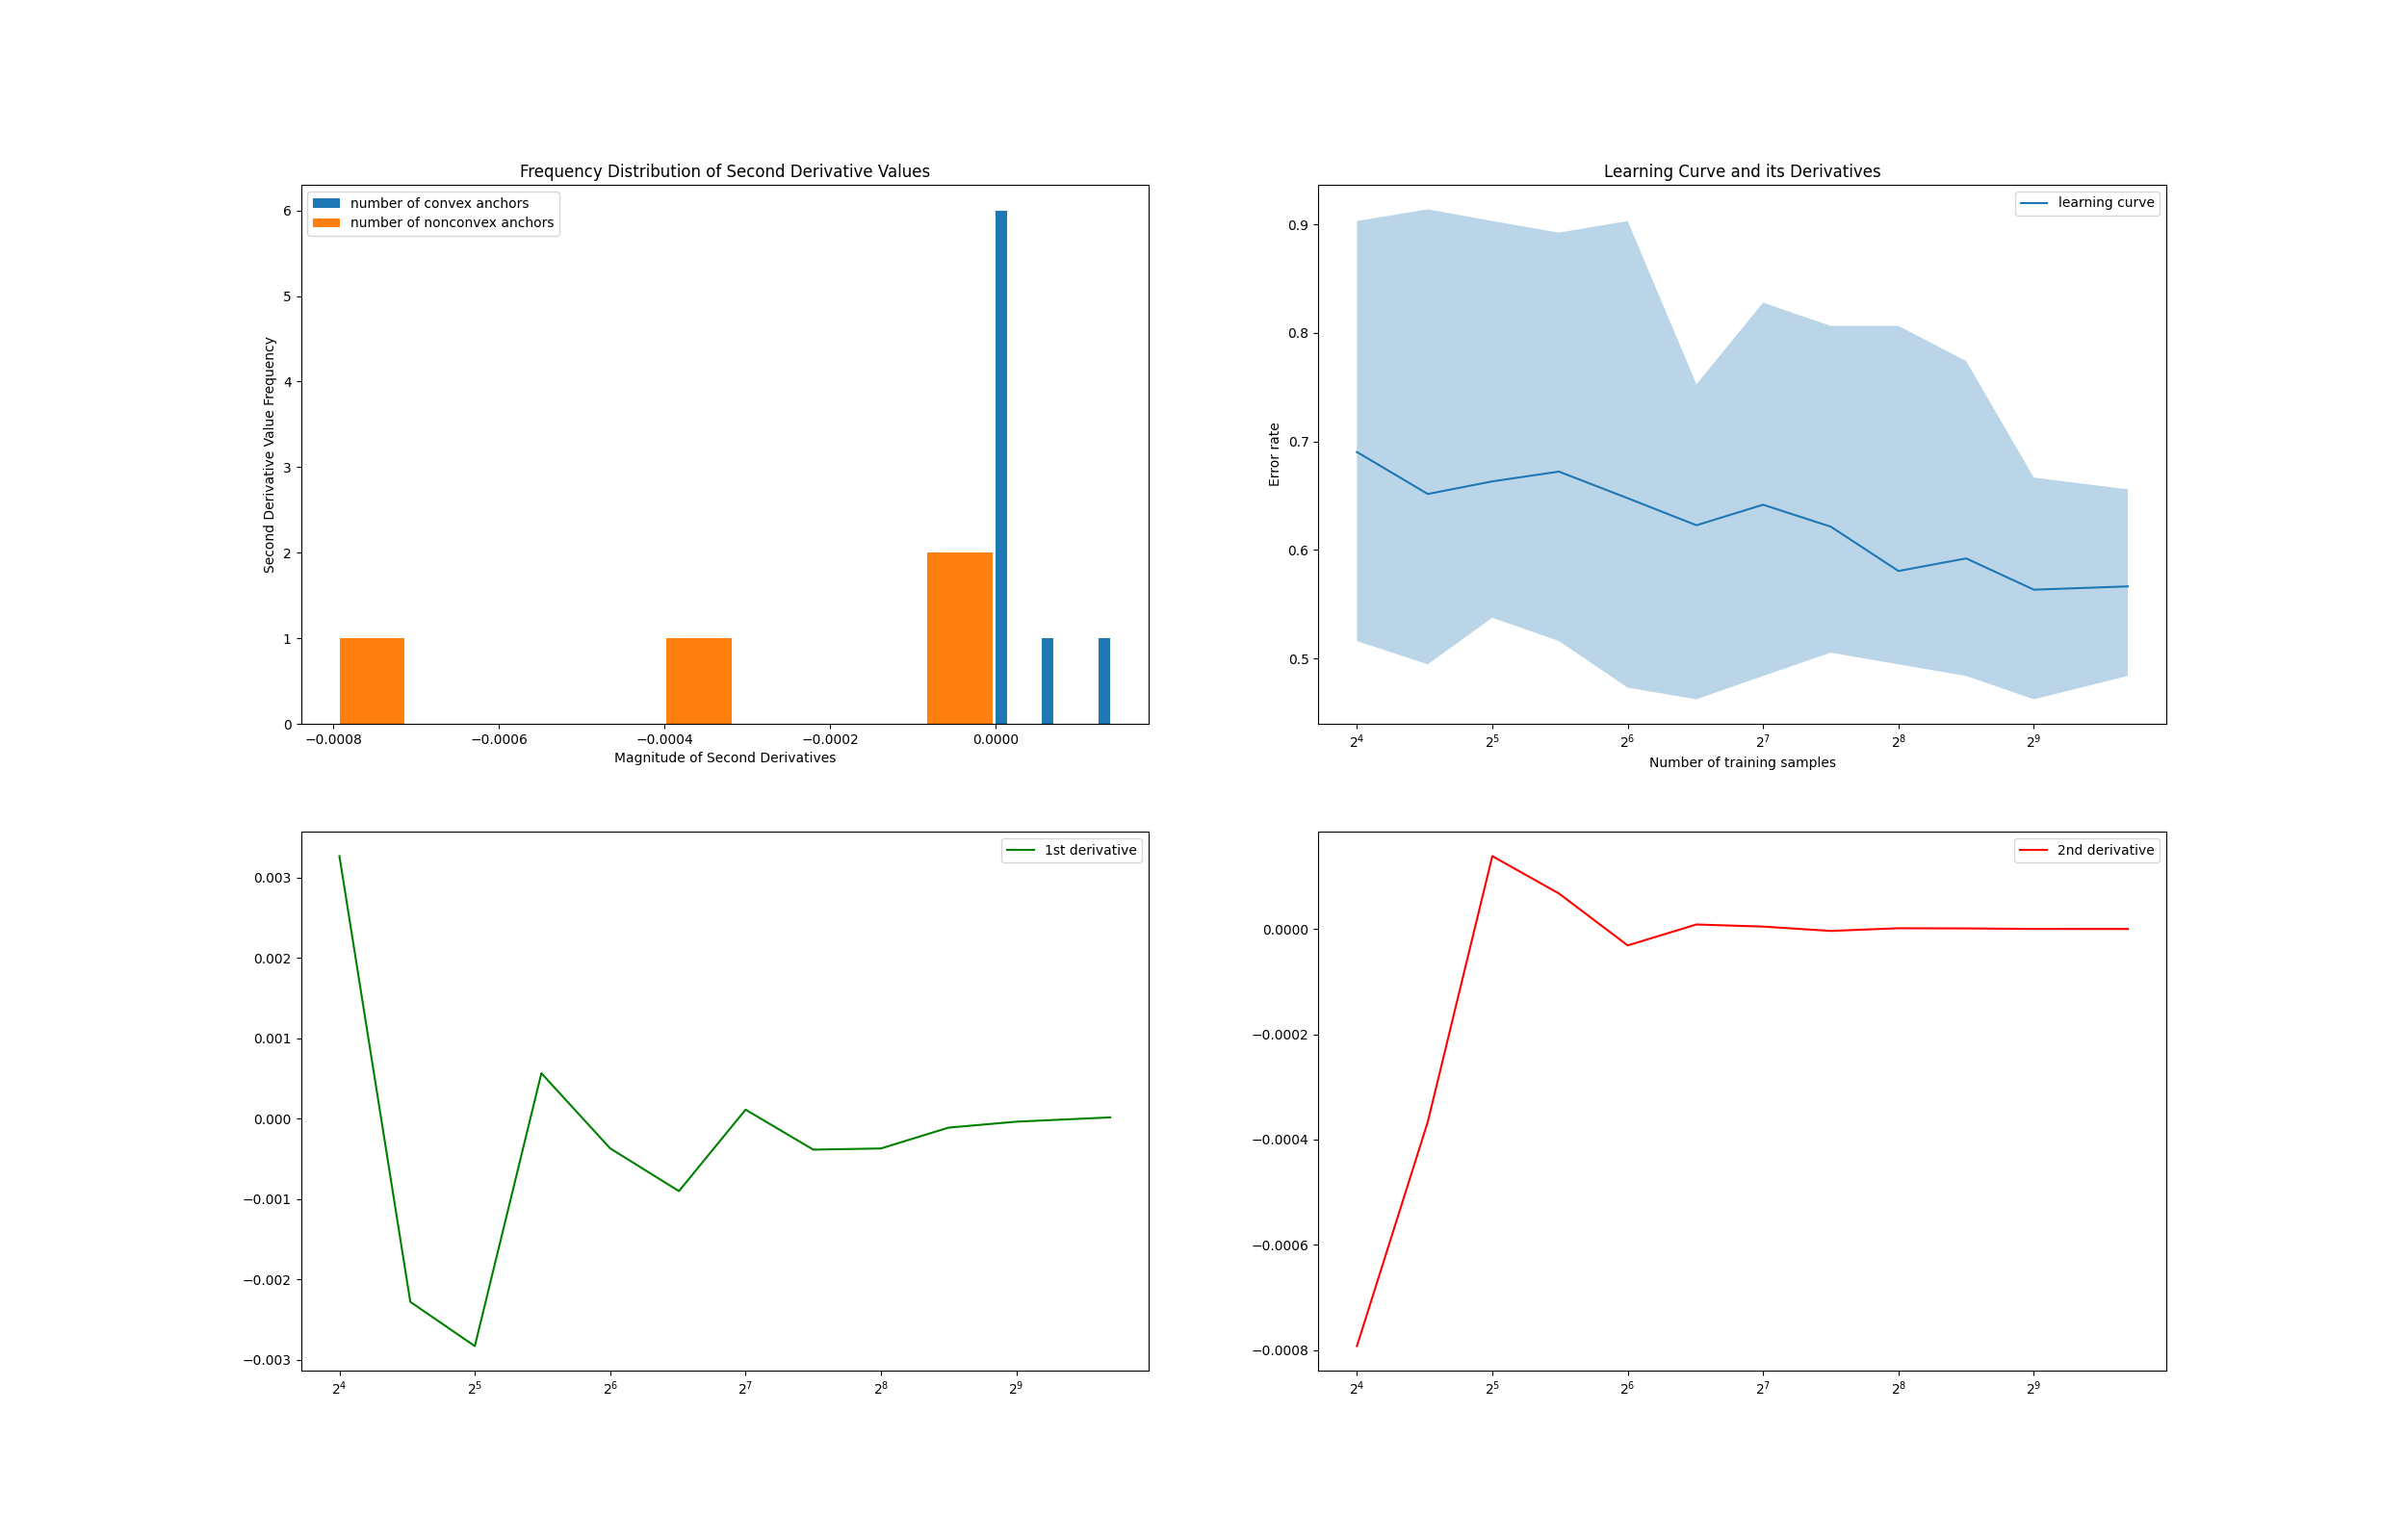 Frequency Distribution of Second Derivative Values
number of convex anchors
number of nonconvex anchors
Second Derivative Value Frequency
6
5
4
3
2
1
0
−0.0008 −0.0006 −0.0004 −0.0002 0.0000
Magnitude of Second Derivatives
Learning Curve and its Derivatives
learning curve
Error rate
0.9
0.8
0.7
0.6
0.5
2⁴ 2⁵ 2⁶ 2⁷ 2⁸ 2⁹
Number of training samples
1st derivative
0.003
0.002
0.001
0.000
−0.001
−0.002
−0.003
2⁴ 2⁵ 2⁶ 2⁷ 2⁸ 2⁹
2nd derivative
0.0000
−0.0002
−0.0004
−0.0006
−0.0008
2⁴ 2⁵ 2⁶ 2⁷ 2⁸ 2⁹